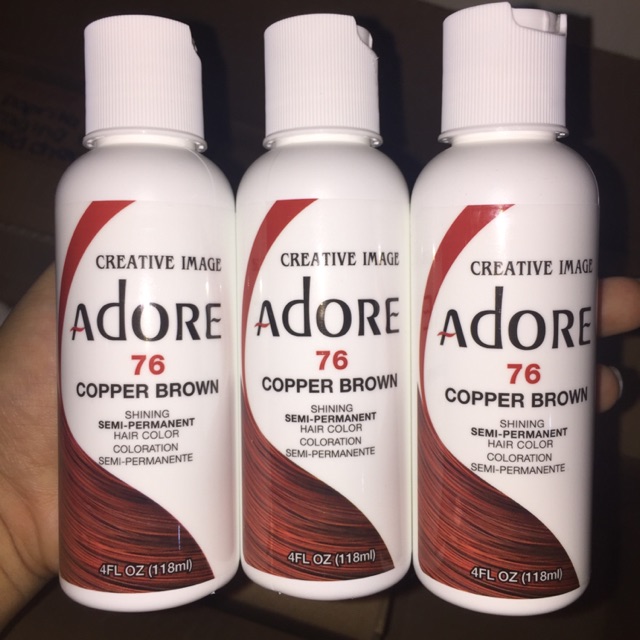 CREATIVE IMAGE
ADORE
76
COPPER BROWN
SHINING
SEMI-PERMANENT
HAIR COLOR
COLORATION
SEMI-PERMANENTE
4FL OZ (118ml)
CREATIVE IMAGE
ADORE
76
COPPER BROWN
SHINING
SEMI-PERMANENT
HAIR COLOR
COLORATION
SEMI-PERMANENTE
4FL OZ (118ml)
CREATIVE IMAGE
ADORE
76
COPPER BROWN
SHINING
SEMI-PERMANENT
HAIR COLOR
COLORATION
SEMI-PERMANENTE
4FL OZ (118ml)